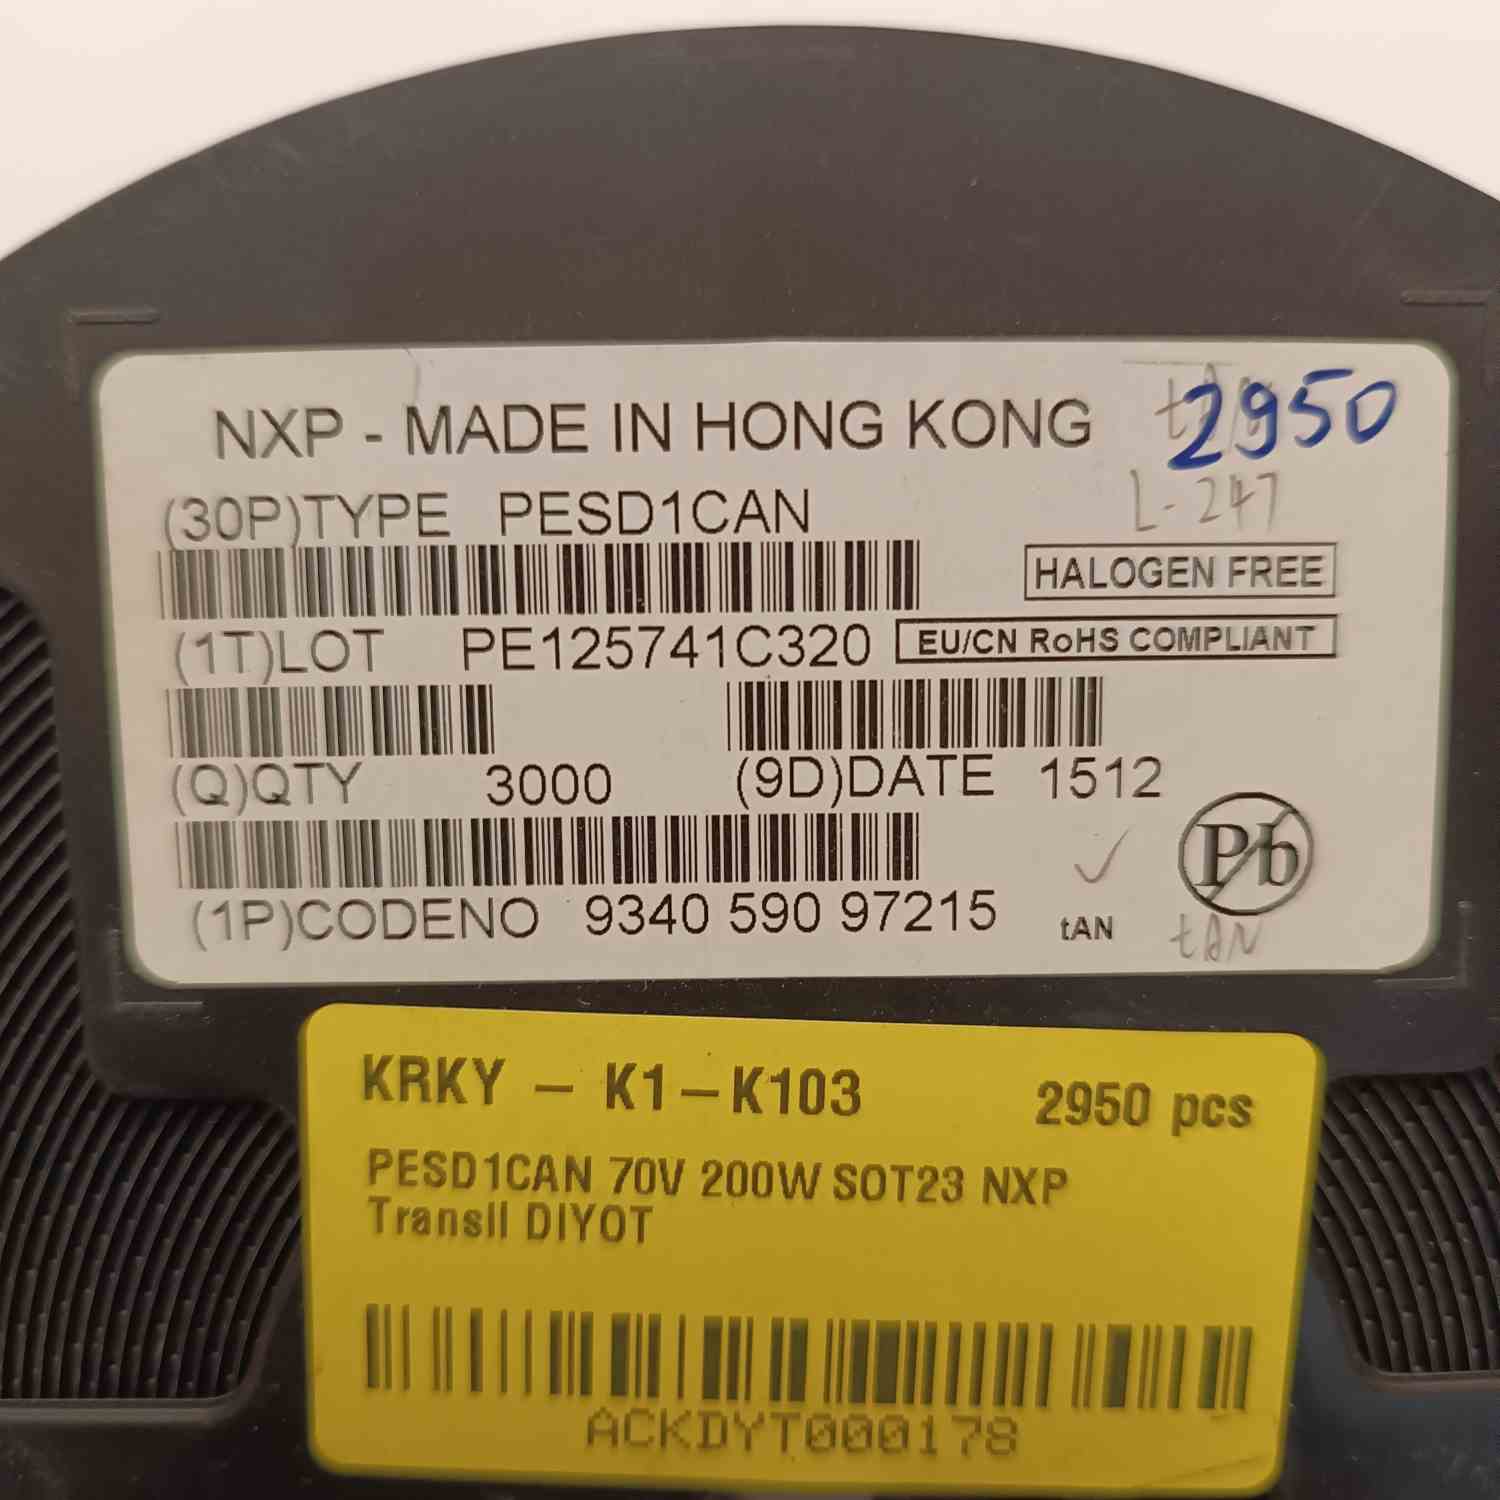 NXP - MADE IN HONG KONG
2950
(30P)TYPE PESD1CAN
L-247
HALOGEN FREE
(1T)LOT PE125741C320
EU/CN RoHS COMPLIANT
(Q)QTY 3000 (9D)DATE 1512
Pb
(1P)CODENO 9340 590 97215
tAN
tAN
KRKY - K1-K103 2950 pcs
PESD1CAN 70V 200W SOT23 NXP
Transil DIYOT
ACKDYT000178